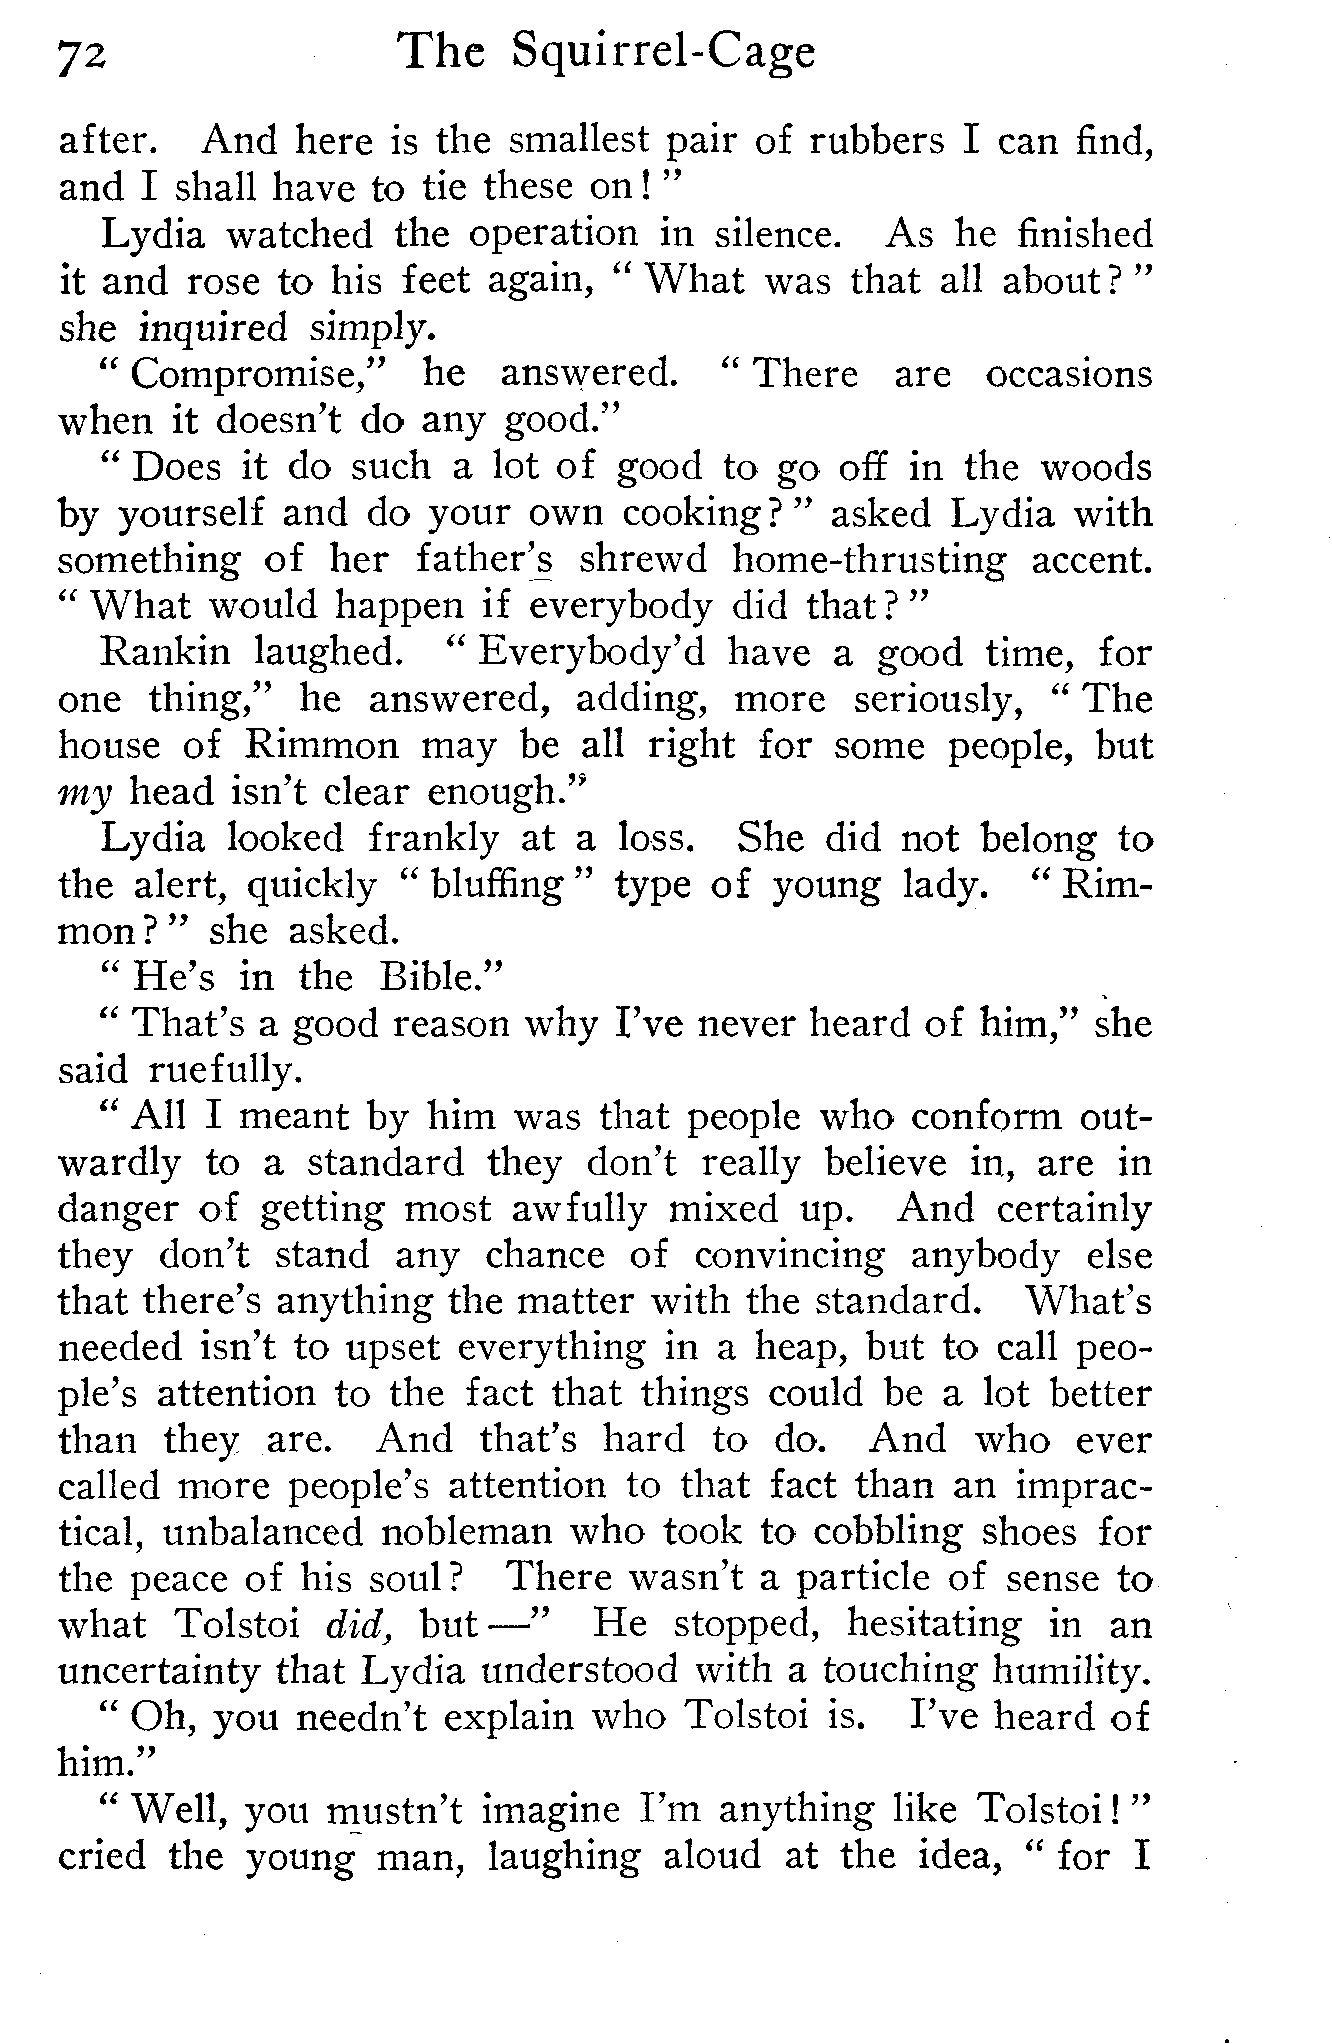 72 The Squirrel-Cage
after. And here is the smallest pair of rubbers I can find,
and I shall have to tie these on! "
Lydia watched the operation in silence. As he finished
it and rose to his feet again, " What was that all about? "
she inquired simply.
" Compromise," he answered. " There are occasions
when it doesn't do any good."
" Does it do such a lot of good to go off in the woods
by yourself and do your own cooking? " asked Lydia with
something of her father's shrewd home-thrusting accent.
" What would happen if everybody did that? "
Rankin laughed. " Everybody'd have a good time, for
one thing," he answered, adding, more seriously, " The
house of Rimmon may be all right for some people, but
my head isn't clear enough."
Lydia looked frankly at a loss. She did not belong to
the alert, quickly " bluffing " type of young lady. " Rim-
mon? " she asked.
" He's in the Bible."
" That's a good reason why I've never heard of him," she
said ruefully.
" All I meant by him was that people who conform out-
wardly to a standard they don't really believe in, are in
danger of getting most awfully mixed up. And certainly
they don't stand any chance of convincing anybody else
that there's anything the matter with the standard. What's
needed isn't to upset everything in a heap, but to call peo-
ple's attention to the fact that things could be a lot better
than they are. And that's hard to do. And who ever
called more people's attention to that fact than an imprac-
tical, unbalanced nobleman who took to cobbling shoes for
the peace of his soul? There wasn't a particle of sense to
what Tolstoi did, but —" He stopped, hesitating in an
uncertainty that Lydia understood with a touching humility.
" Oh, you needn't explain who Tolstoi is. I've heard of
him."
" Well, you mustn't imagine I'm anything like Tolstoi! "
cried the young man, laughing aloud at the idea, " for I